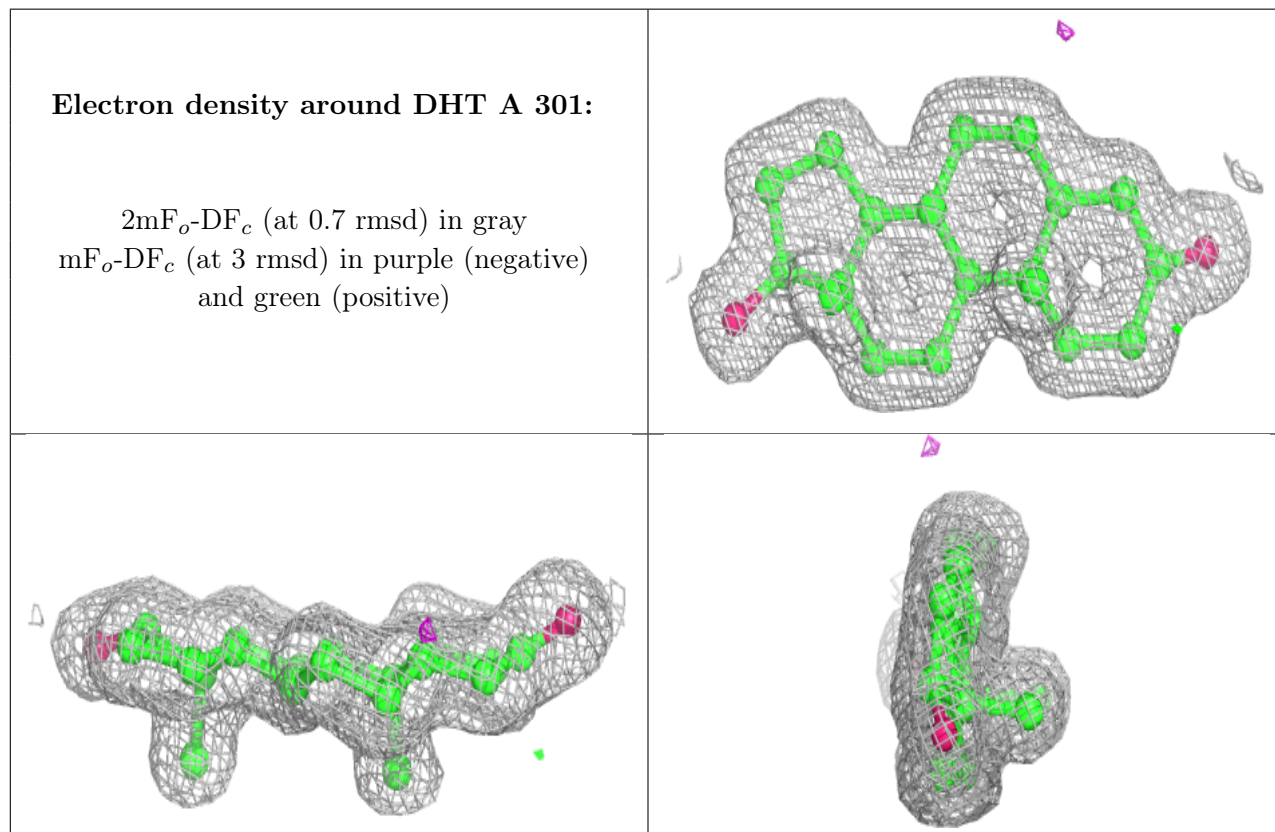 Electron density around DHT A 301:
2mFo-DFc (at 0.7 rmsd) in gray
mFo-DFc (at 3 rmsd) in purple (negative)
and green (positive)